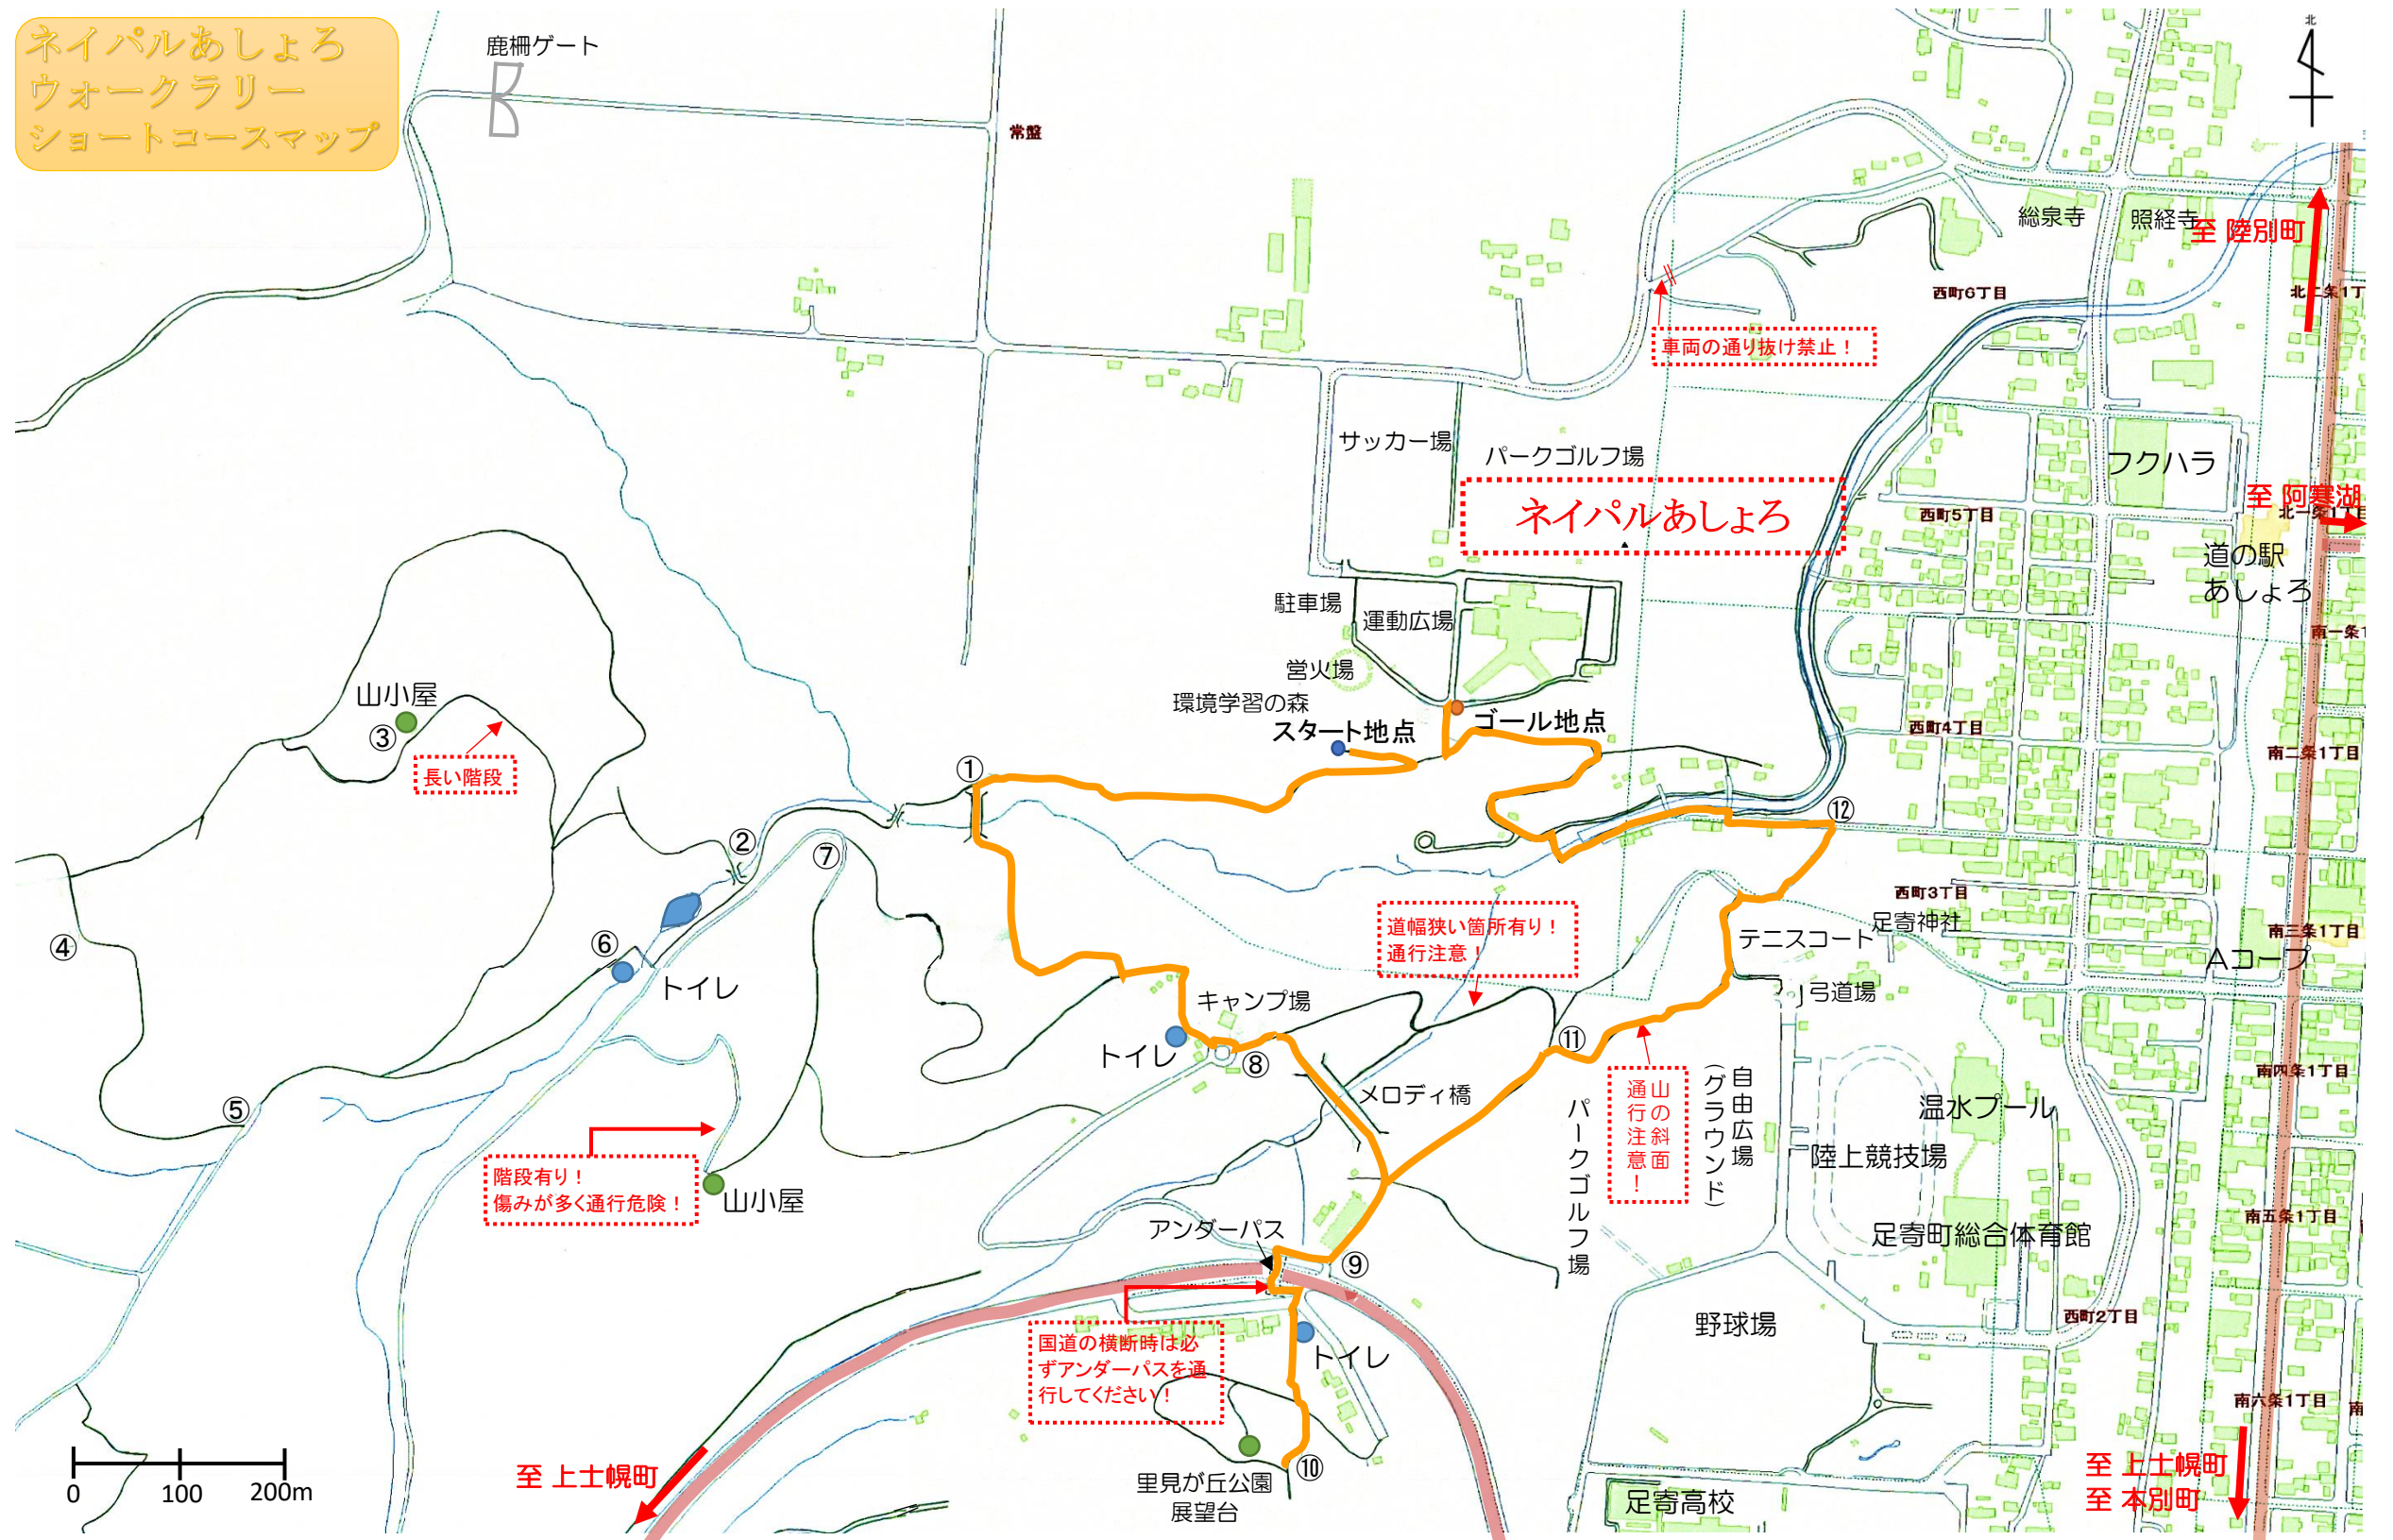 ネイパルあしょろ
ウォークラリー
ショートコースマップ
鹿柵ゲート
北
常盤
総泉寺
照経寺
至 陸別町
西町6丁目
北二条1丁
車両の通り抜け禁止！
サッカー場
パークゴルフ場
フクハラ
ネイパルあしょろ
至 阿寒湖
北一条1丁目
西町5丁目
道の駅
あしょろ
駐車場
運動広場
南一条1
営火場
環境学習の森
山小屋
③
スタート地点
ゴール地点
西町4丁目
南二条1丁目
長い階段
①
⑫
②
⑦
西町3丁目
足寄神社
道幅狭い箇所有り！
通行注意！
テニスコート
南三条1丁目
Aコープ
④
⑥
トイレ
キャンプ場
弓道場
トイレ
⑧
⑪
メロディ橋
山の斜面
通行注意！
自由広場
（グラウンド）
南四条1丁目
温水プール
⑤
パークゴルフ場
陸上競技場
階段有り！
傷みが多く通行危険！
山小屋
アンダーパス
足寄町総合体育館
南五条1丁目
⑨
国道の横断時は必
ずアンダーパスを通
行してください！
トイレ
野球場
西町2丁目
南六条1丁目
南
⑩
至 上士幌町
里見が丘公園
展望台
至 上士幌町
至 本別町
足寄高校
0
100
200m